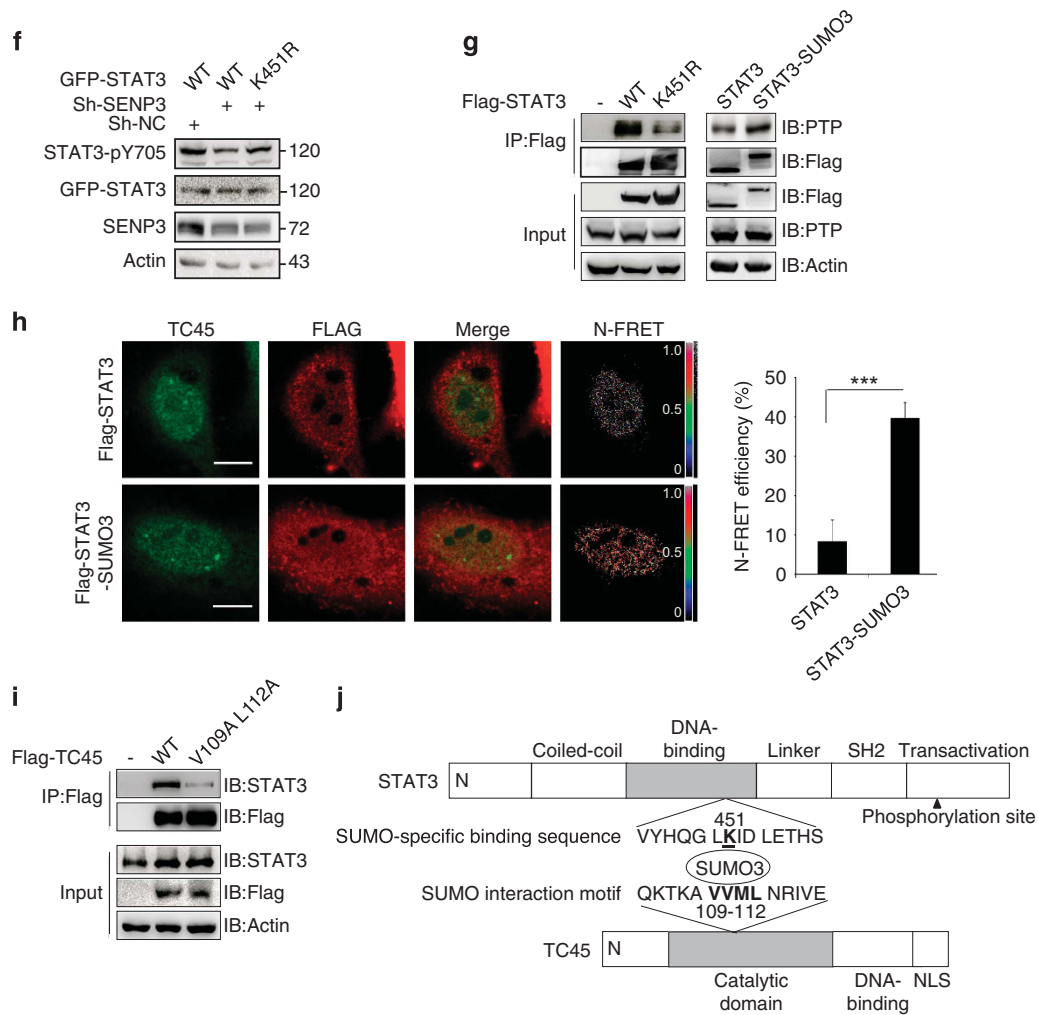 f
GFP-STAT3 WT WT K451R
Sh-SENP3 + +
Sh-NC +
STAT3-pY705 120
GFP-STAT3 120
SENP3 72
Actin 43
g
Flag-STAT3 - WT K451R STAT3 STAT3-SUMO3
IP:Flag
IB:PTP
IB:Flag
Input
IB:Flag
IB:PTP
IB:Actin
h
TC45 FLAG Merge N-FRET
Flag-STAT3
1.0
0.5
0
Flag-STAT3
-SUMO3
1.0
0.5
0
N-FRET efficiency (%)
50
40
30
20
10
0
***
STAT3
STAT3-SUMO3
i
Flag-TC45 - WT V109A L112A
IP:Flag
IB:STAT3
IB:Flag
Input
IB:STAT3
IB:Flag
IB:Actin
j
Coiled-coil DNA-
binding Linker SH2 Transactivation
STAT3 N
Phosphorylation site
451
SUMO-specific binding sequence VYHQG LKID LETHS
SUMO3
SUMO interaction motif QKTKA VVML NRIVE
109-112
TC45 N
Catalytic
domain
DNA-
binding
NLS